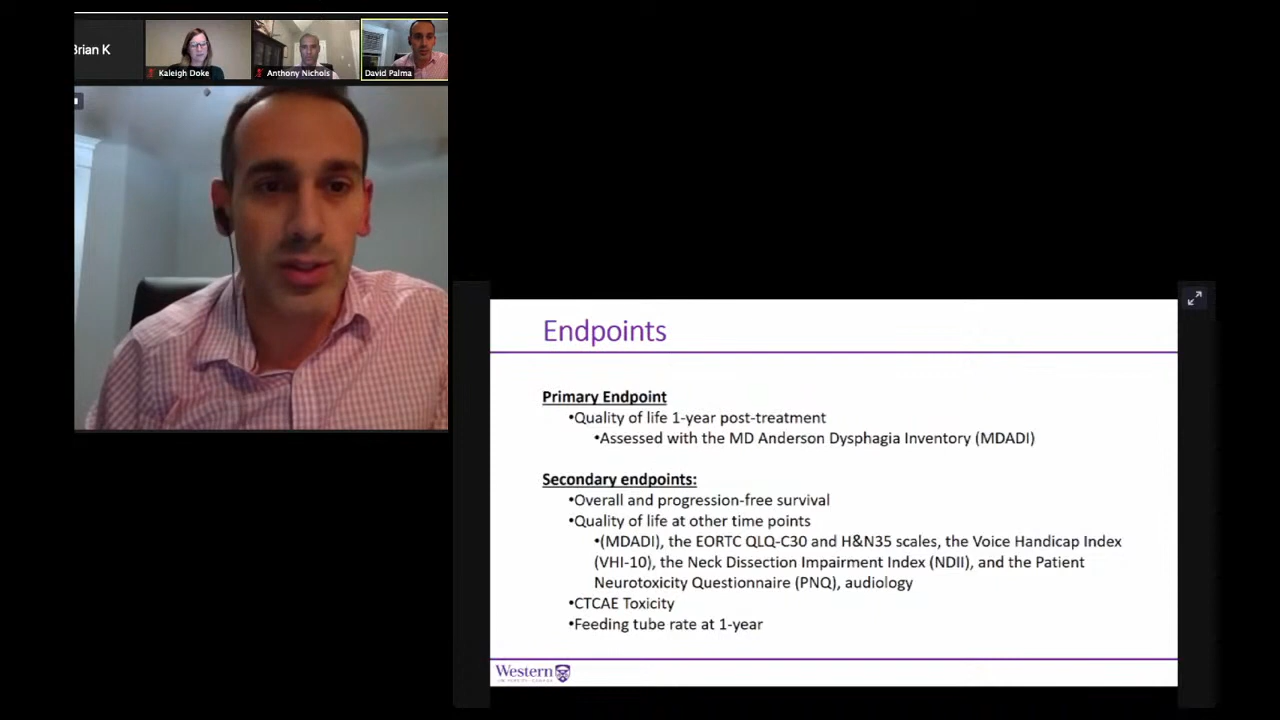 Brian K
Kaleigh Doke
Anthony Nichols
David Palma
Endpoints
Primary Endpoint
•Quality of life 1-year post-treatment
•Assessed with the MD Anderson Dysphagia Inventory (MDADI)
Secondary endpoints:
•Overall and progression-free survival
•Quality of life at other time points
•(MDADI), the EORTC QLQ-C30 and H&N35 scales, the Voice Handicap Index
(VHI-10), the Neck Dissection Impairment Index (NDII), and the Patient
Neurotoxicity Questionnaire (PNQ), audiology
•CTCAE Toxicity
•Feeding tube rate at 1-year
Western